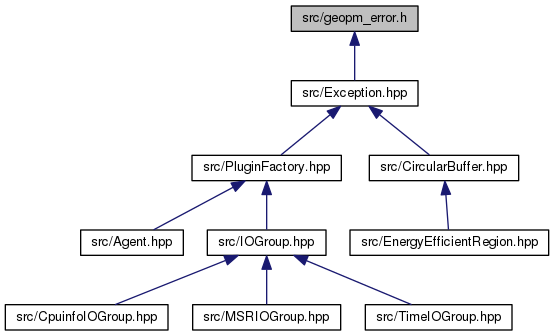 src/geopm_error.h
src/Exception.hpp
src/PluginFactory.hpp
src/CircularBuffer.hpp
src/Agent.hpp
src/IOGroup.hpp
src/EnergyEfficientRegion.hpp
src/CpuinfoIOGroup.hpp
src/MSRIOGroup.hpp
src/TimeIOGroup.hpp